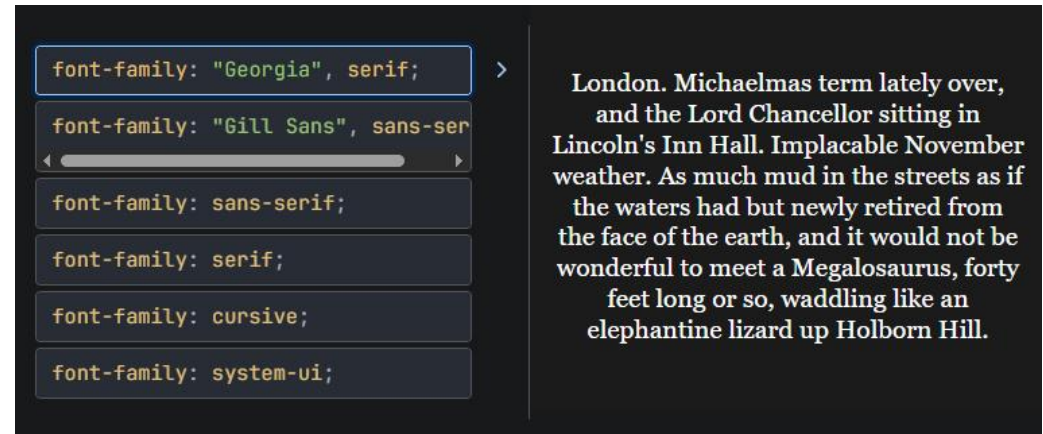 font-family: "Georgia", serif;
font-family: "Gill Sans", sans-ser
font-family: sans-serif;
font-family: serif;
font-family: cursive;
font-family: system-ui;
London. Michaelmas term lately over,
and the Lord Chancellor sitting in
Lincoln's Inn Hall. Implacable November
weather. As much mud in the streets as if
the waters had but newly retired from
the face of the earth, and it would not be
wonderful to meet a Megalosaurus, forty
feet long or so, waddling like an
elephantine lizard up Holborn Hill.